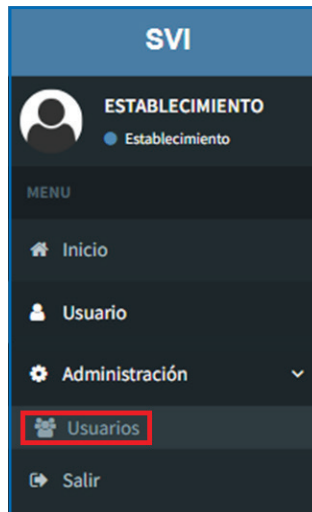 SVI
ESTABLECIMIENTO
Establecimiento
MENU
Inicio
Usuario
Administración
Usuarios
Salir